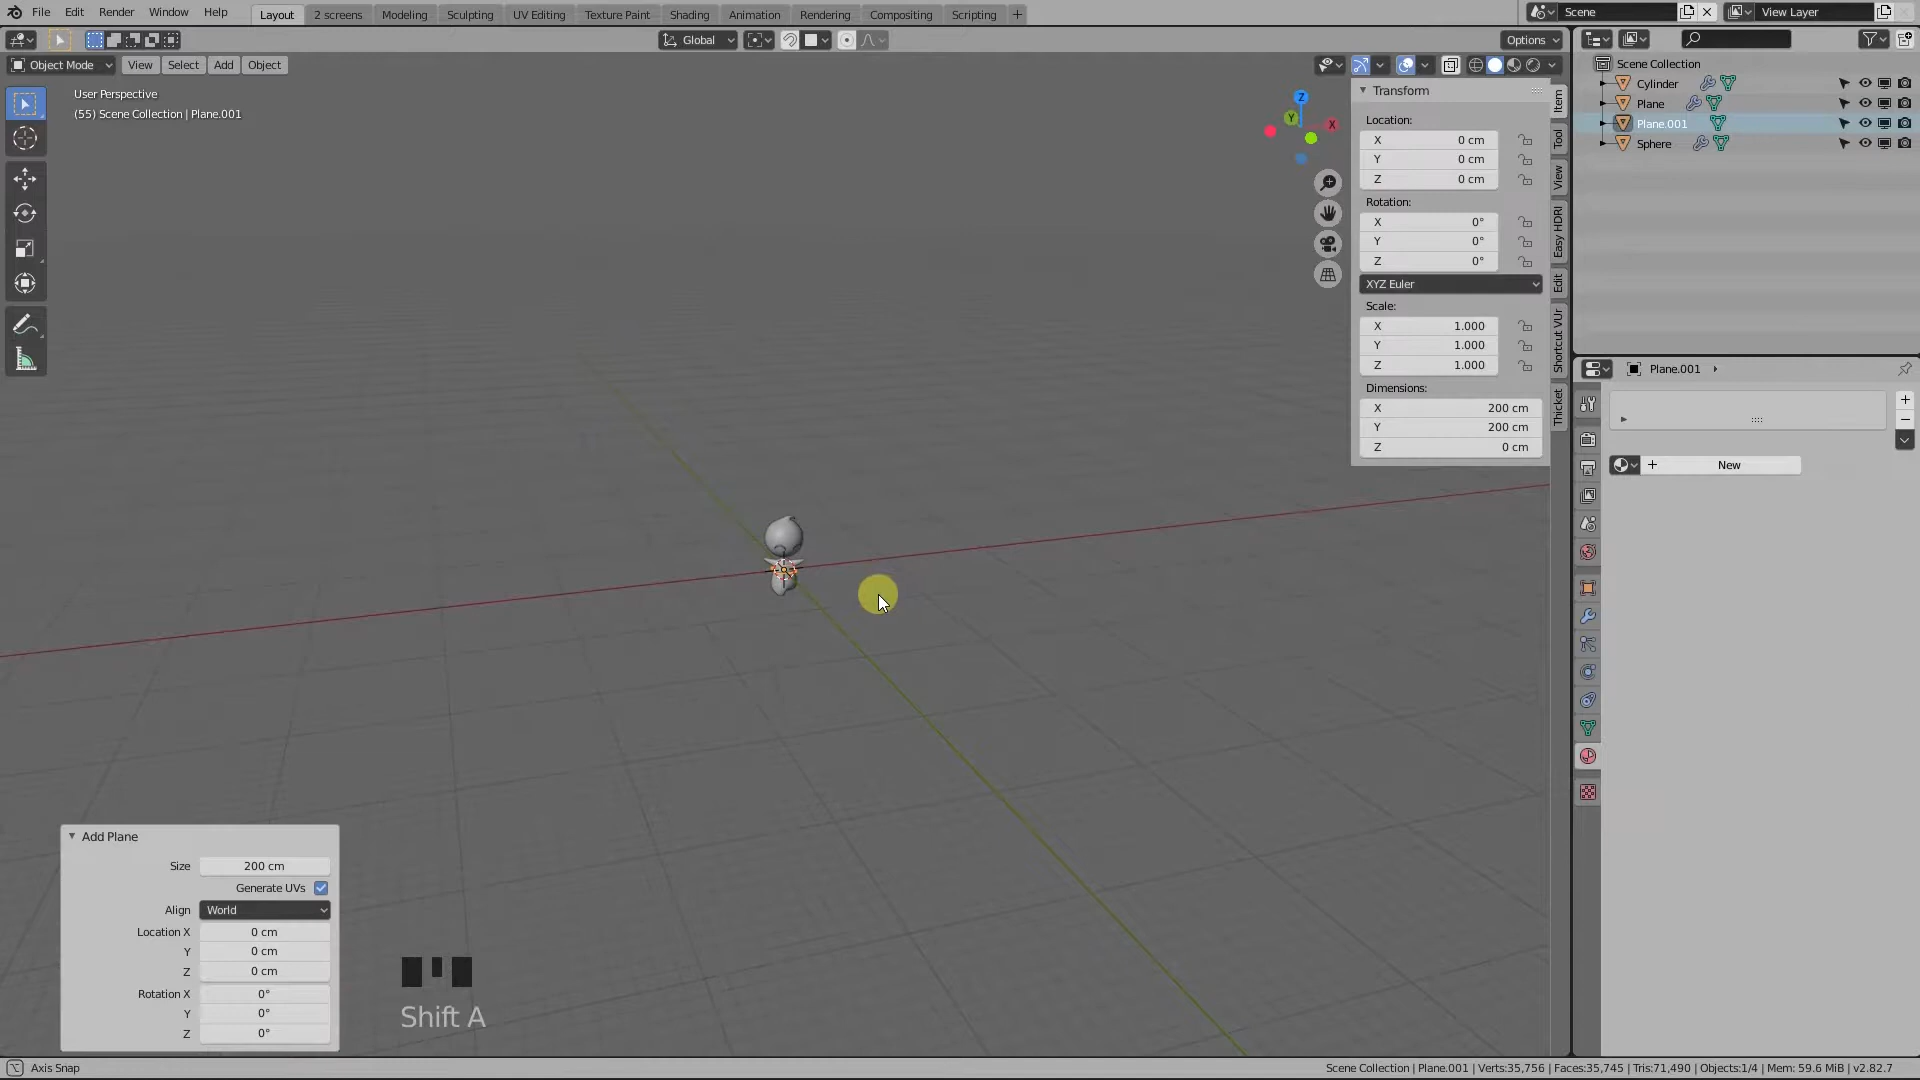 File Edit Render Window Help Layout 2 screens Modeling Sculpting UV Editing Texture Paint Shading Animation Rendering Compositing Scripting + Scene View Layer
Global Options
Object Mode View Select Add Object
User Perspective
(55) Scene Collection | Plane.001
Z
Y
X
Transform
Location:
X 0 cm
Y 0 cm
Z 0 cm
Rotation:
X 0°
Y 0°
Z 0°
XYZ Euler
Scale:
X 1.000
Y 1.000
Z 1.000
Dimensions:
X 200 cm
Y 200 cm
Z 0 cm
Item
Tool
View
Easy HDRI
Edit
Shortcut VUr
Thicket
Scene Collection
Cylinder
Plane
Plane.001
Sphere
Plane.001
New
Add Plane
Size 200 cm
Generate UVs
Align World
Location X 0 cm
Y 0 cm
Z 0 cm
Rotation X 0°
Y 0°
Z 0°
Shift A
Axis Snap
Scene Collection | Plane.001 | Verts:35,756 | Faces:35,745 | Tris:71,490 | Objects:1/4 | Mem: 59.6 MiB | v2.82.7